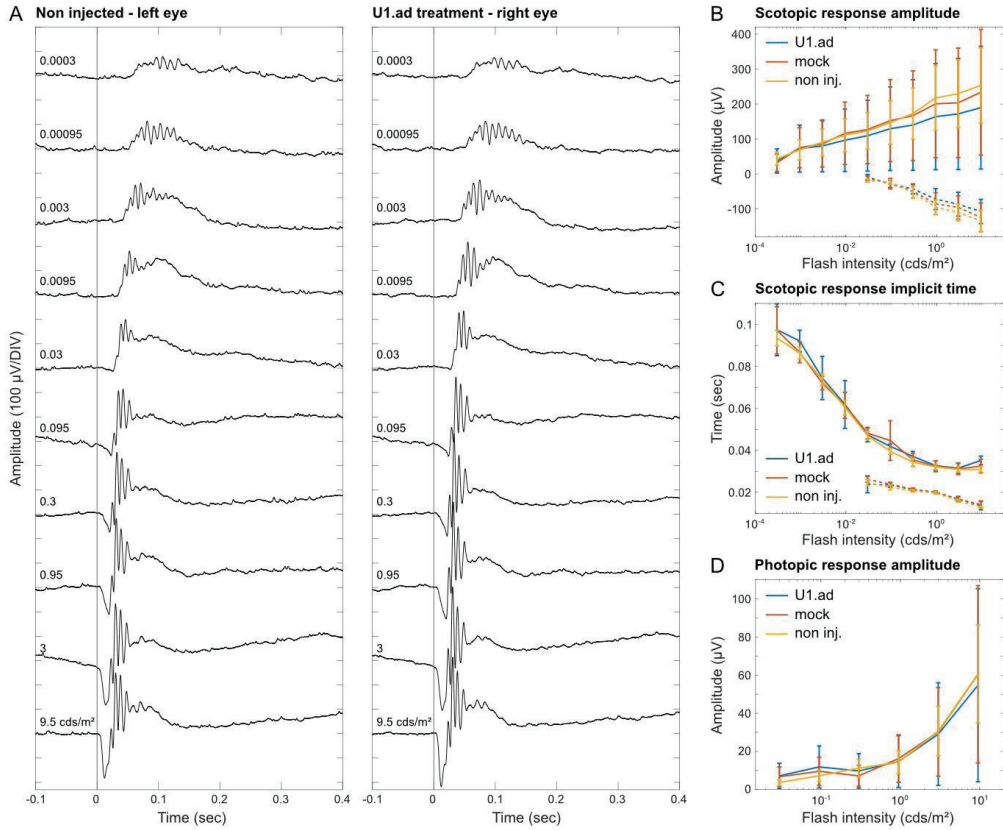 A
Non injected - left eye
U1.ad treatment - right eye
Amplitude (100 µV/DIV)
0.0003
0.00095
0.003
0.0095
0.03
0.095
0.3
0.95
3
9.5 cds/m²
-0.1
0
0.1
0.2
0.3
0.4
Time (sec)
0.0003
0.00095
0.003
0.0095
0.03
0.095
0.3
0.95
3
9.5 cds/m²
-0.1
0
0.1
0.2
0.3
0.4
Time (sec)
B
Scotopic response amplitude
U1.ad
mock
non inj.
Amplitude (µV)
400
300
200
100
0
-100
10⁻⁴
10⁻²
10⁰
Flash intensity (cds/m²)
C
Scotopic response implicit time
Time (sec)
0.1
0.08
0.06
0.04
0.02
U1.ad
mock
non inj.
10⁻⁴
10⁻²
10⁰
Flash intensity (cds/m²)
D
Photopic response amplitude
U1.ad
mock
non inj.
Amplitude (µV)
100
80
60
40
20
0
10⁻¹
10⁰
10¹
Flash intensity (cds/m²)